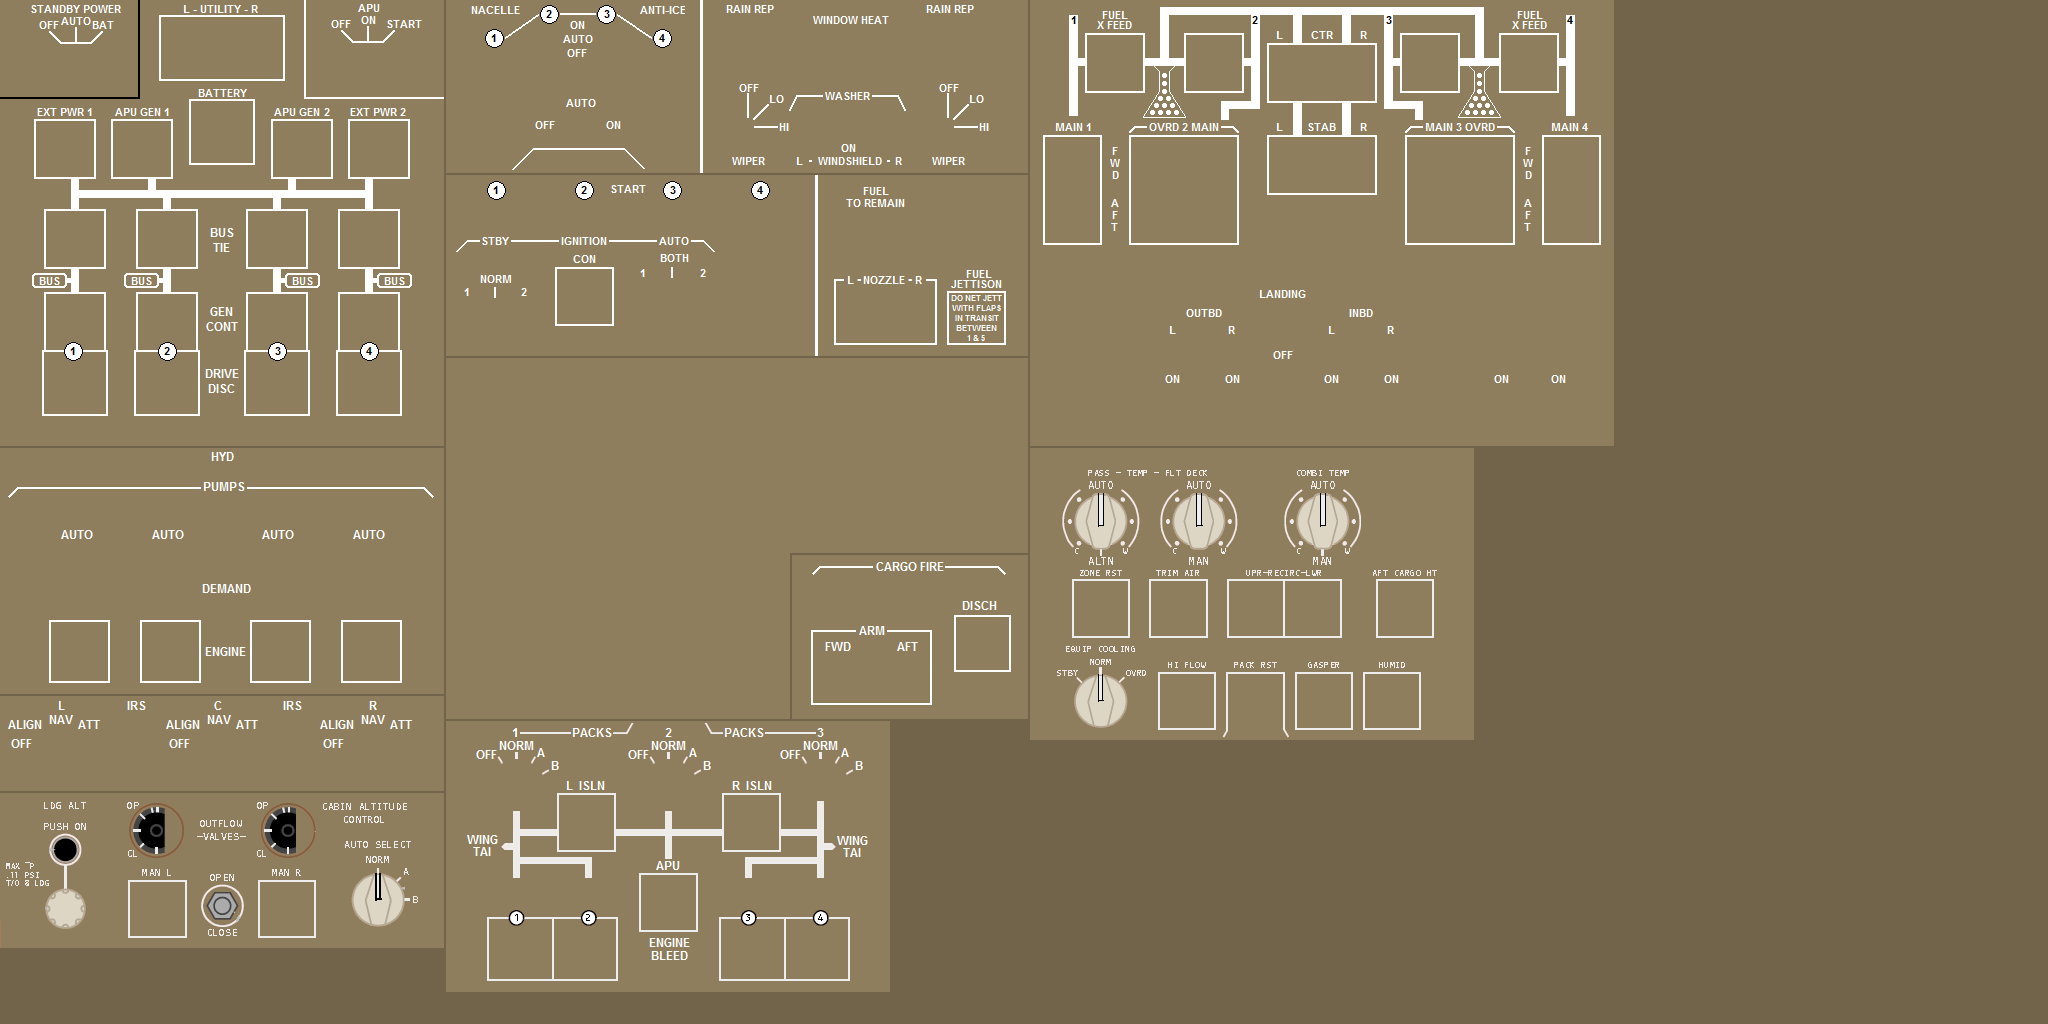 STANDBY POWER
OFF AUTO BAT
L - UTILITY - R
APU
OFF ON START
BATTERY
EXT PWR 1
APU GEN 1
APU GEN 2
EXT PWR 2
BUS
TIE
BUS
BUS
BUS
BUS
GEN
CONT
1
2
3
4
DRIVE
DISC
HYD
PUMPS
AUTO
AUTO
AUTO
AUTO
DEMAND
ENGINE
L
IRS
C
IRS
R
ALIGN NAV ATT
ALIGN NAV ATT
ALIGN NAV ATT
OFF
OFF
OFF
LDG ALT
PUSH ON
MAX P
.11 PSI
T/O & LDG
OP
CL
OUTFLOW
-VALVES-
OP
CL
CABIN ALTITUDE
CONTROL
AUTO SELECT
NORM
A
B
MAN L
OPEN
CLOSE
MAN R
NACELLE
ANTI-ICE
1
2
3
4
ON
AUTO
OFF
AUTO
OFF
ON
RAIN REP
WINDOW HEAT
RAIN REP
OFF
LO
HI
WASHER
OFF
LO
HI
ON
WIPER
L - WINDSHIELD - R
WIPER
1
2
START
3
4
STBY
IGNITION
AUTO
NORM
1
2
CON
BOTH
1
2
FUEL
TO REMAIN
L - NOZZLE - R
FUEL
JETTISON
DO NET JETT
WITH FLAPS
IN TRANSIT
BETWEEN
1 & 5
CARGO FIRE
ARM
FWD
AFT
DISCH
1
PACKS
2
PACKS
3
OFF NORM A
B
OFF NORM A
B
OFF NORM A
B
L ISLN
R ISLN
WING
TAI
WING
TAI
APU
1
2
3
4
ENGINE
BLEED
1
FUEL
X FEED
2
L CTR R
3
FUEL
X FEED
4
MAIN 1
OVRD 2 MAIN
L STAB R
MAIN 3 OVRD
MAIN 4
FWD
AFT
FWD
AFT
LANDING
OUTBD
INBD
L
R
L
R
OFF
ON
ON
ON
ON
ON
ON
PASS - TEMP - FLT DECK
COMBI TEMP
AUTO
AUTO
AUTO
C
W
C
W
C
W
ALTN
MAN
MAN
ZONE RST
TRIM AIR
UPR-RECIRC-LWR
AFT CARGO HT
EQUIP COOLING
STBY
NORM
OVRD
HI FLOW
PACK RST
GASPER
HUMID